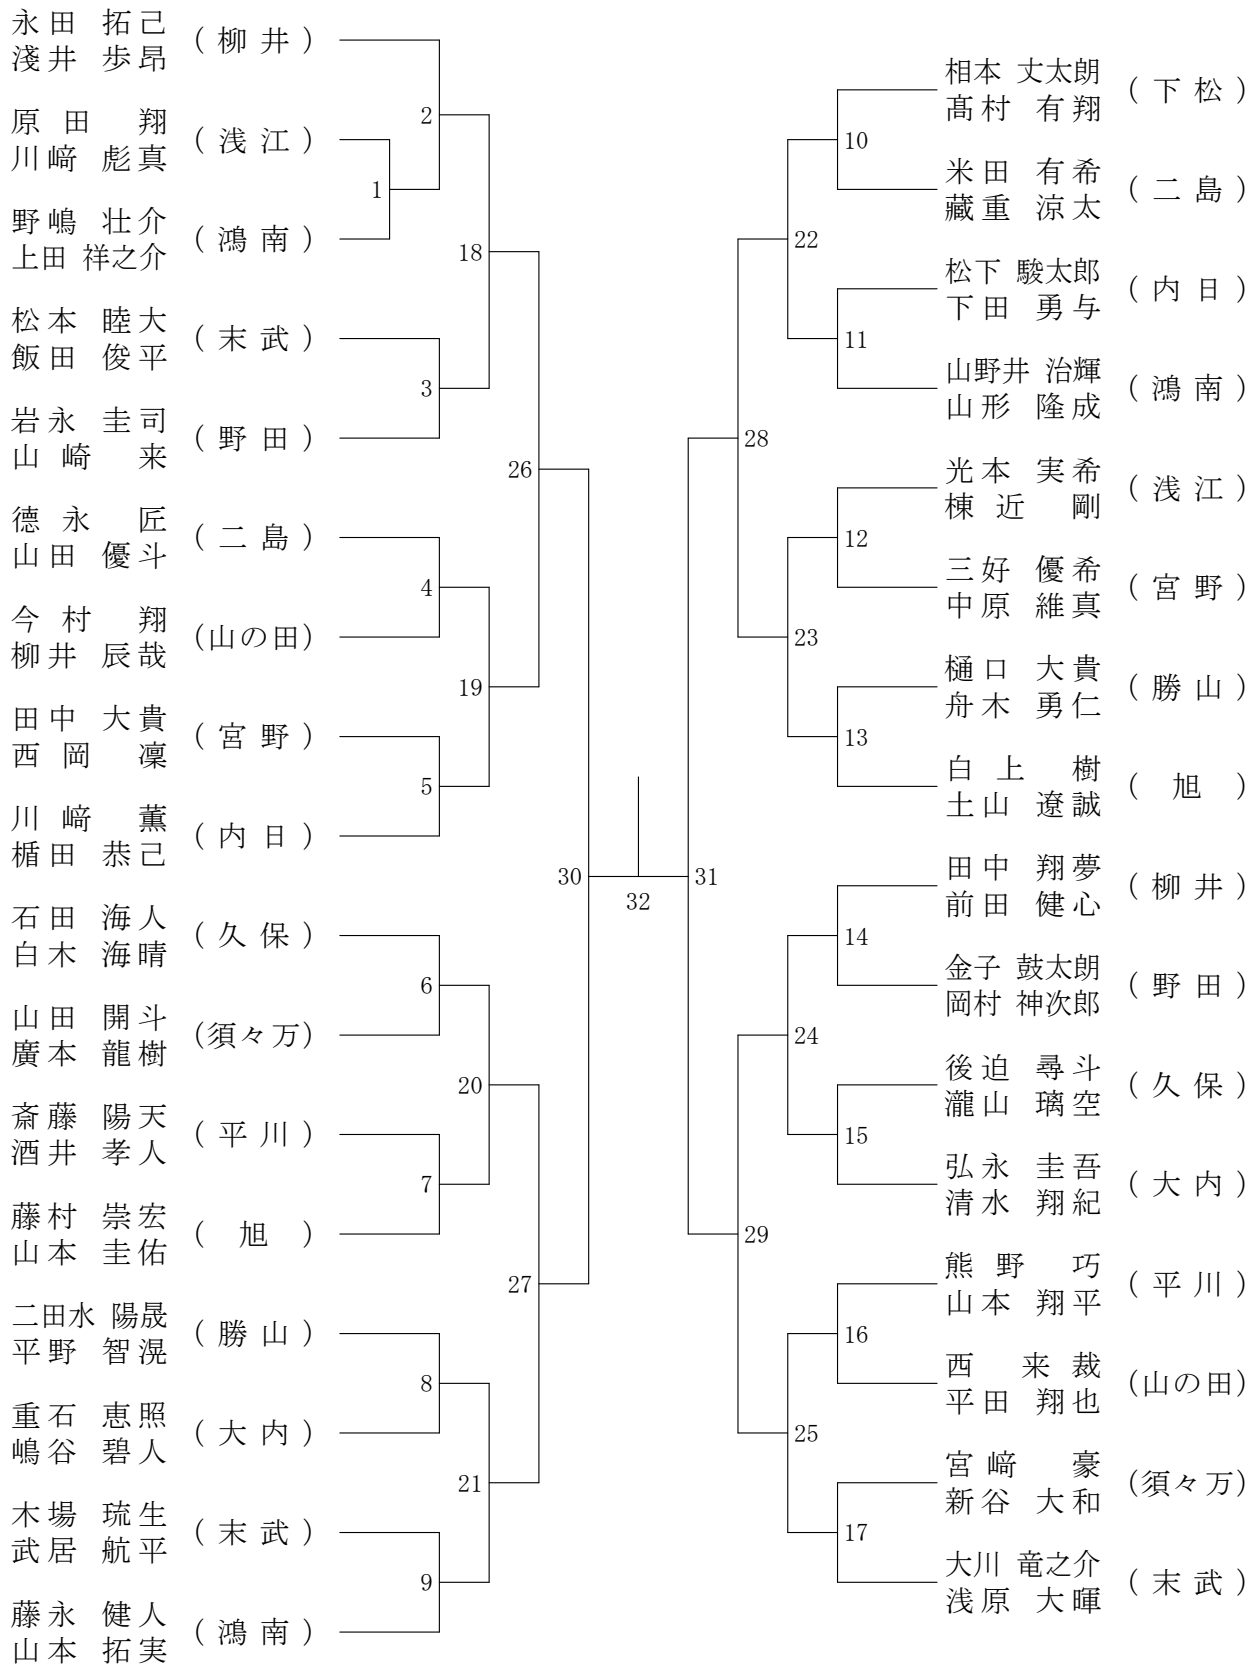 永田 拓己
淺井 歩昂
(柳井)
原田 翔
川﨑 彪真
(浅江)
野嶋 壮介
上田 祥之介
(鴻南)
松本 睦大
飯田 俊平
(末武)
岩永 圭司
山崎 来
(野田)
德永 匠
山田 優斗
(二島)
今村 翔
柳井 辰哉
(山の田)
田中 大貴
西岡 凜
(宮野)
川﨑 薫
楯田 恭己
(内日)
石田 海人
白木 海晴
(久保)
山田 開斗
廣本 龍樹
(須々万)
斎藤 陽天
酒井 孝人
(平川)
藤村 崇宏
山本 圭佑
(旭)
二田水 陽晟
平野 智滉
(勝山)
重石 恵照
嶋谷 碧人
(大内)
木場 琉生
武居 航平
(末武)
藤永 健人
山本 拓実
(鴻南)
1
2
3
4
5
6
7
8
9
18
19
20
21
26
27
30
32
31
28
29
22
23
24
25
10
11
12
13
14
15
16
17
相本 丈太朗
髙村 有翔
(下松)
米田 有希
藏重 涼太
(二島)
松下 駿太郎
下田 勇与
(内日)
山野井 治輝
山形 隆成
(鴻南)
光本 実希
棟近 剛
(浅江)
三好 優希
中原 維真
(宮野)
樋口 大貴
舟木 勇仁
(勝山)
白上 樹
土山 遼誠
(旭)
田中 翔夢
前田 健心
(柳井)
金子 鼓太朗
岡村 神次郎
(野田)
後迫 尋斗
瀧山 璃空
(久保)
弘永 圭吾
清水 翔紀
(大内)
熊野 巧
山本 翔平
(平川)
西 来裁
平田 翔也
(山の田)
宮﨑 豪
新谷 大和
(須々万)
大川 竜之介
浅原 大暉
(末武)